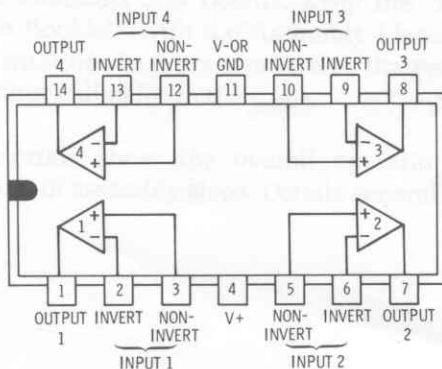 INPUT 4 INPUT 3
OUTPUT 4 INVERT NON-INVERT V-OR GND NON-INVERT INVERT OUTPUT 3
14 13 12 11 10 9 8
4 - + + - 3
1 + - + - 2
1 2 3 4 5 6 7
OUTPUT 1 INVERT NON-INVERT V+ NON-INVERT INVERT OUTPUT 2
INPUT 1 INPUT 2